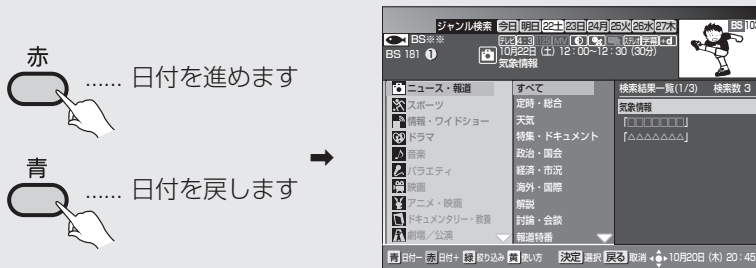 赤
...... 日付を進めます
青
...... 日付を戻します
ジャンル検索 今日 明日 22土 23日 24月 25火 26水 27木
BS※※
BS 181 ①
テレビ 4:3
BS 103
10月22日 (土) 12:00~12:30 (30分)
気象情報
ニュース・報道
スポーツ
情報・ワイドショー
ドラマ
音楽
バラエティ
映画
アニメ・映画
ドキュメンタリー・教養
劇場／公演
すべて
定時・総合
天気
特集・ドキュメント
政治・国会
経済・市況
海外・国際
解説
討論・会談
報道特番
検索結果一覧(1/3) 検索数 3
気象情報
「□□□□□□□」
「△△△△△△△」
青 日付− 赤 日付+ 緑 絞り込み 黄 使い方 決定 選択 戻る 取消 10月20日 (木) 20:45